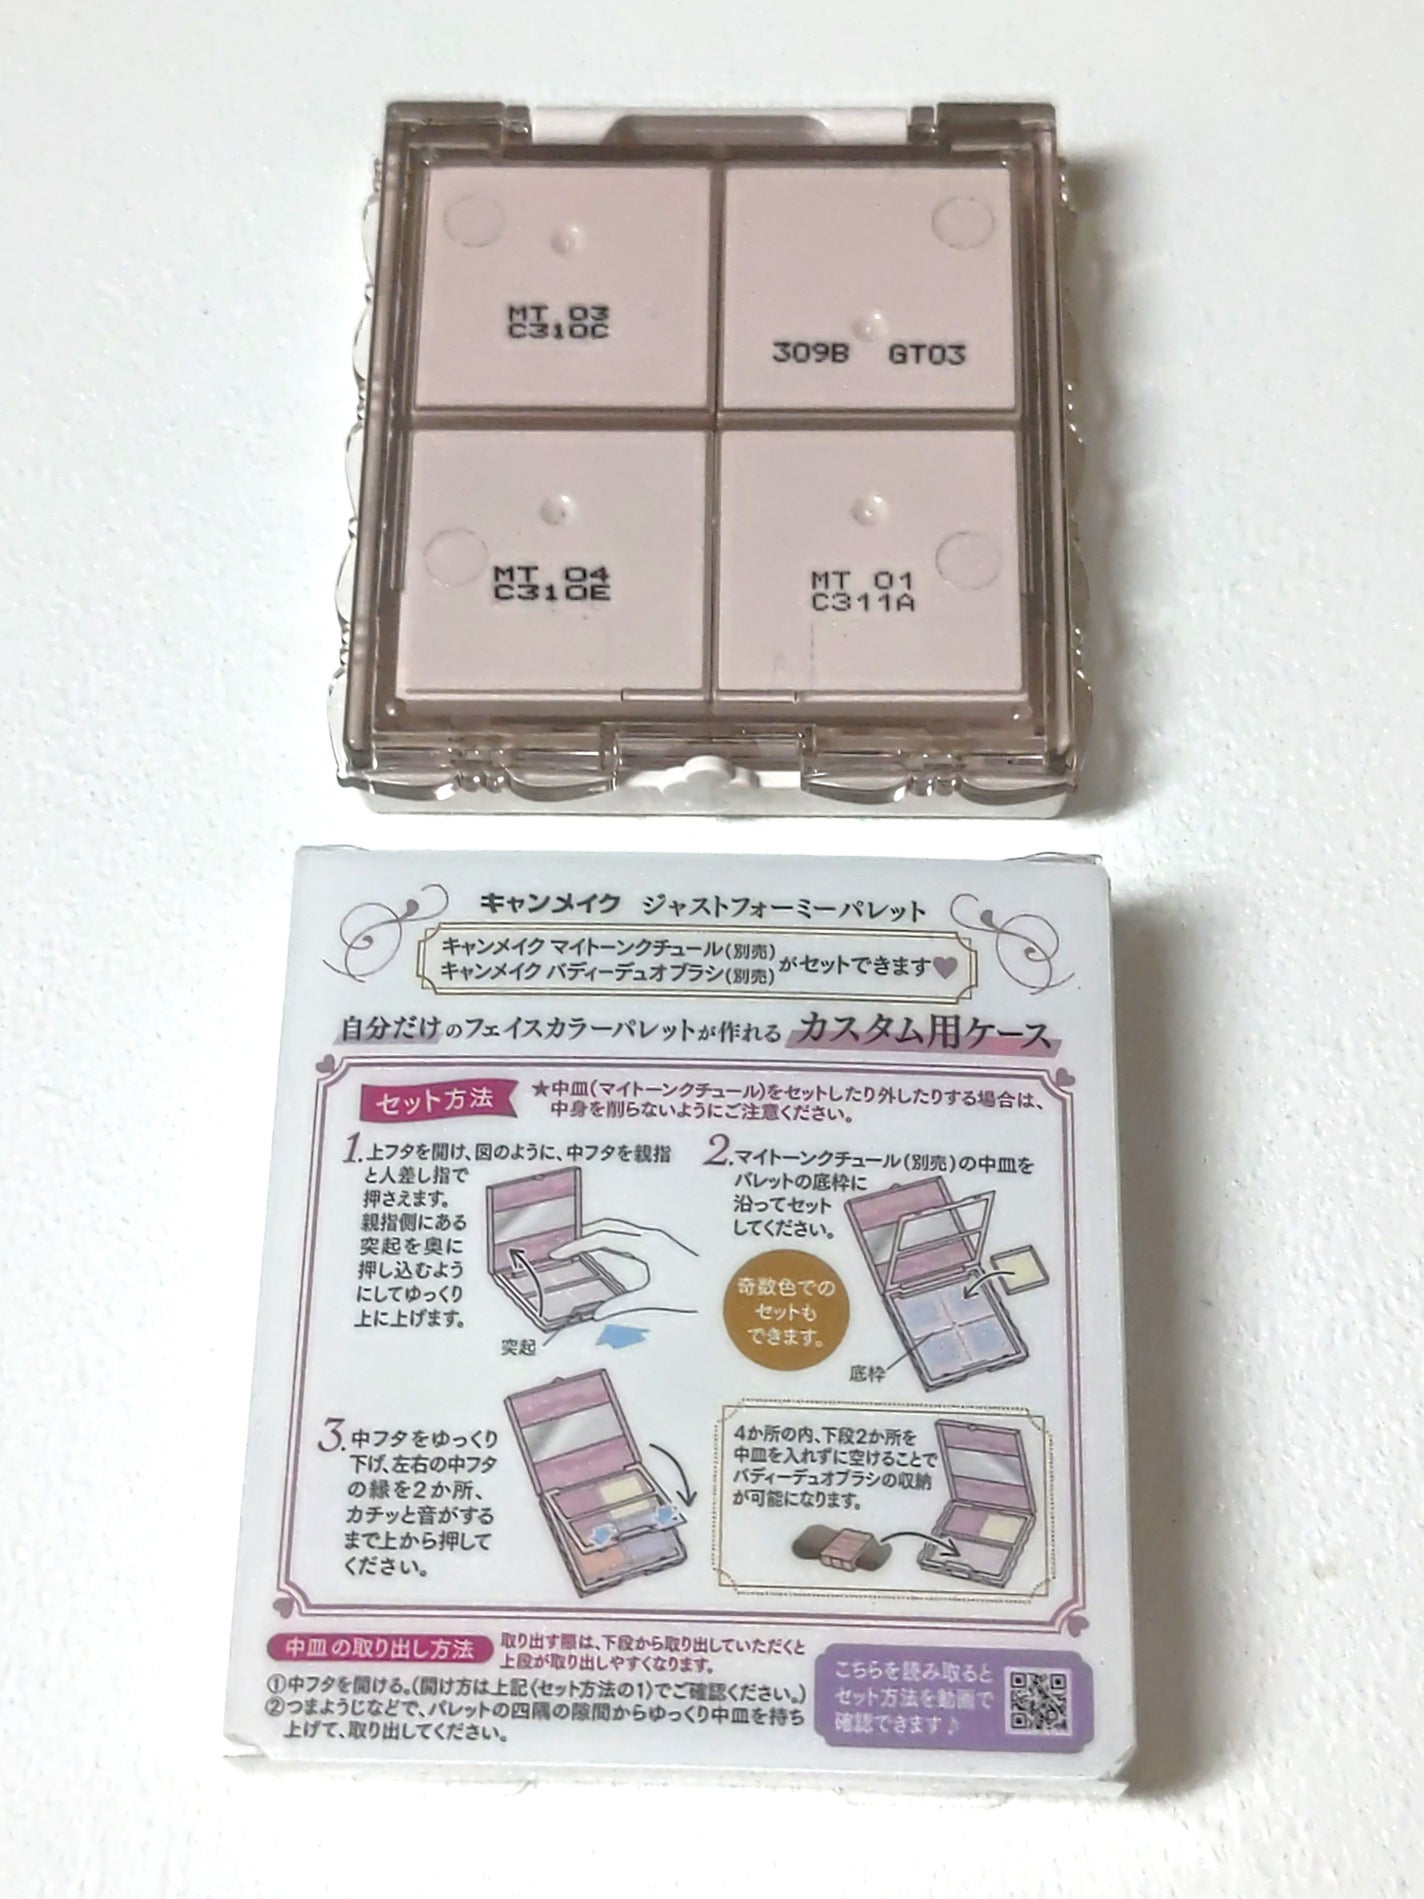 MT 03
C310C
309B GT03
MT 04
C310E
MT 01
C311A
キャンメイク ジャストフォーミーパレット
キャンメイク マイトーンクチュール(別売)
キャンメイク バディーデュオブラシ(別売)
がセットできます♥
自分だけのフェイスカラーパレットが作れる カスタム用ケース
セット方法
★中皿(マイトーンクチュール)をセットしたり外したりする場合は、
中身を削らないようにご注意ください。
1.上フタを開け、図のように、中フタを親指
と人差し指で
押さえます。
親指側にある
突起を奥に
押し込むよう
にしてゆっくり
上に上げます。
突起
2.マイトーンクチュール(別売)の中皿を
パレットの底枠に
沿ってセット
してください。
奇数色での
セットも
できます。
底枠
3.中フタをゆっくり
下げ、左右の中フタ
の縁を2か所、
カチッと音がする
まで上から押して
ください。
4か所の内、下段2か所を
中皿を入れずに空けることで
バディーデュオブラシの収納
が可能になります。
中皿の取り出し方法
取り出す際は、下段から取り出していただくと
上段が取り出しやすくなります。
①中フタを開ける。(開け方は上記〈セット方法の1〉でご確認ください。)
②つまようじなどで、パレットの四隅の隙間からゆっくり中皿を持ち
上げて、取り出してください。
こちらを読み取ると
セット方法を動画で
確認できます♪